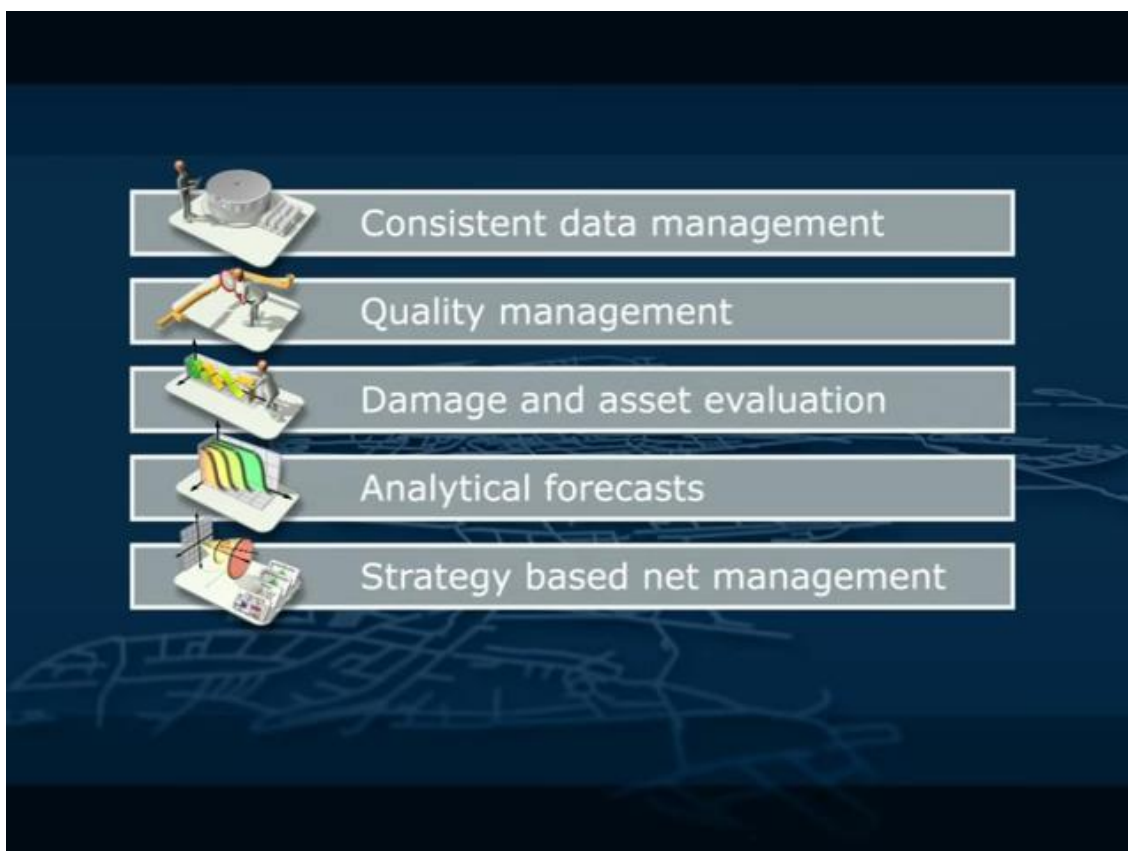 Consistent data management
Quality management
Damage and asset evaluation
Analytical forecasts
Strategy based net management